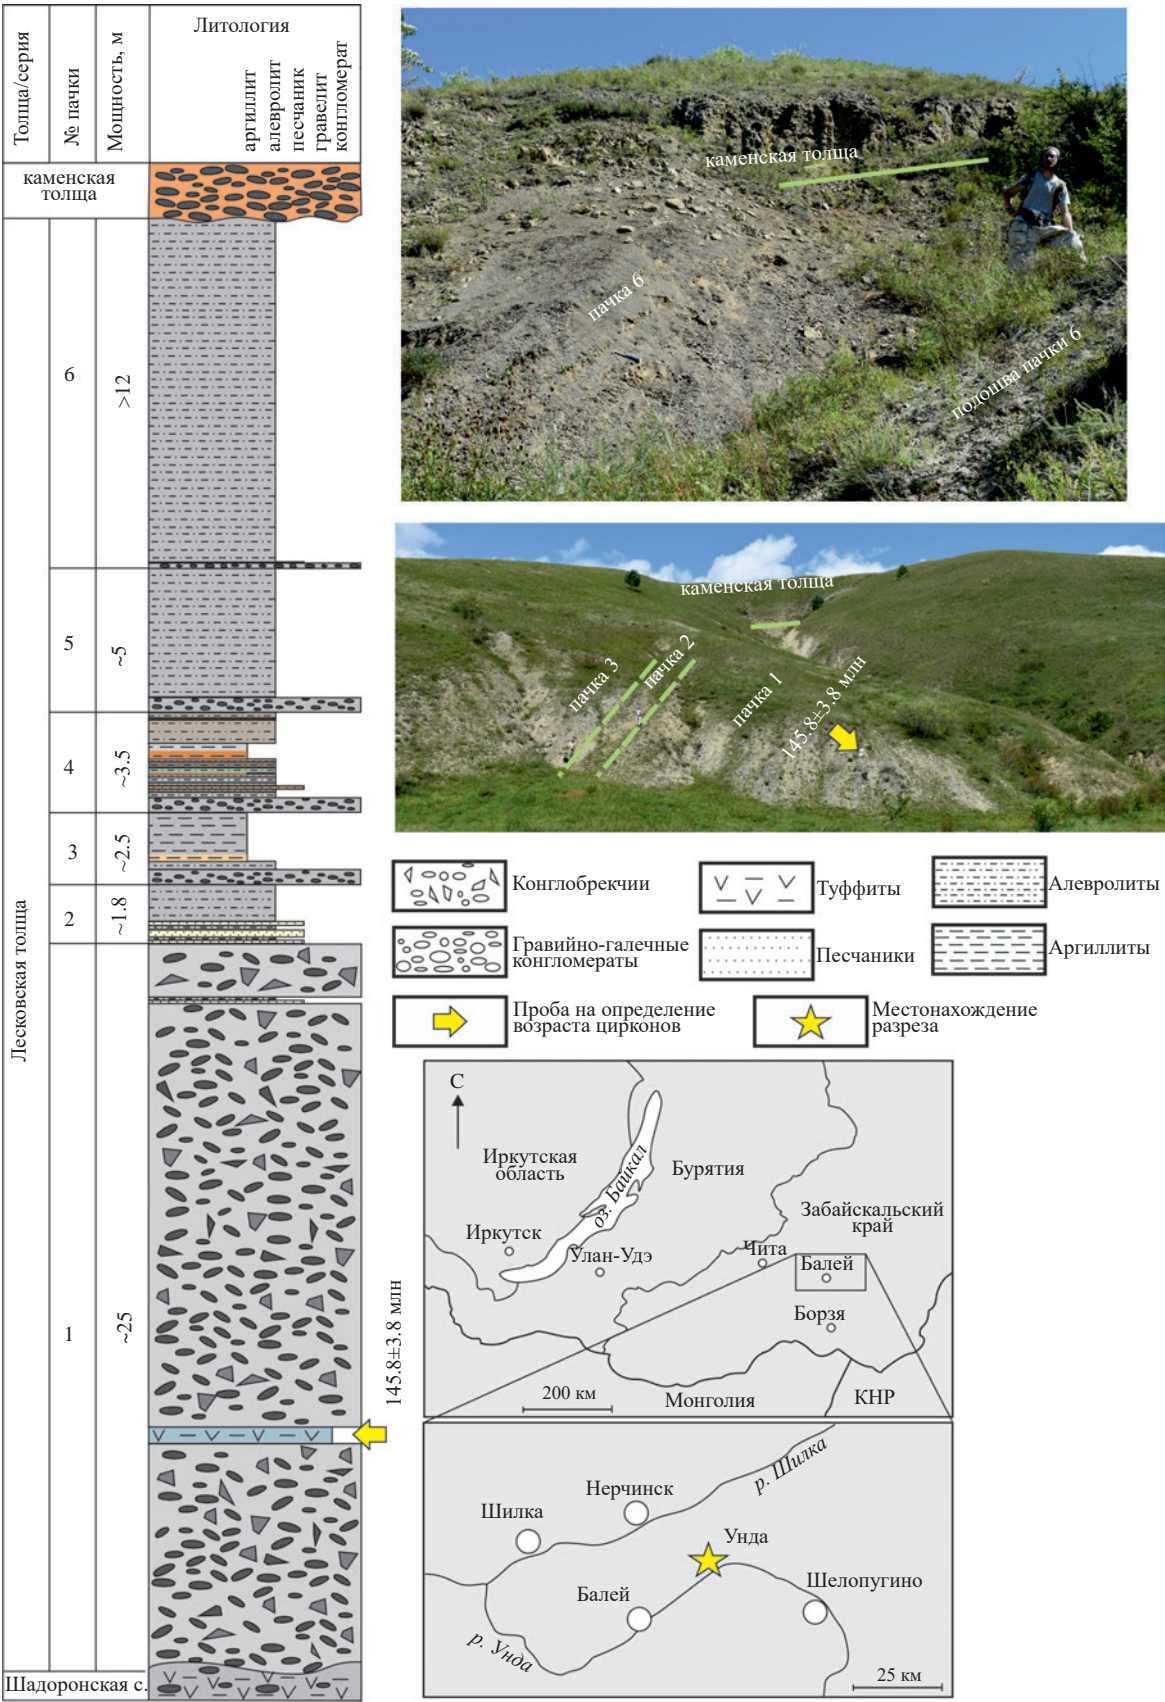 Толща/серия
№ пачки
Мощность, м
Литология
аргиллит
алевролит
песчаник
гравелит
конгломерат
каменская
толща
Лесковская толща
6
>12
5
~5
4
~3.5
3
~2.5
2
~1.8
1
~25
145.8±3.8 млн
Шадоронская с.
каменская толща
пачка 6
подошва пачки 6
каменская толща
пачка 3
пачка 2
пачка 1
145.8±3.8 млн
Конглобрекчии
Туффиты
Алевролиты
Гравийно-галечные
конгломераты
Песчаники
Аргиллиты
Проба на определение
возраста цирконов
Местонахождение
разреза
С
Иркутская
область
оз. Байкал
Бурятия
Забайскальский
край
Иркутск
Улан-Удэ
Чита
Балей
Борзя
200 км
Монголия
КНР
р. Шилка
Нерчинск
Шилка
Унда
Балей
Шелопугино
р. Унда
25 км